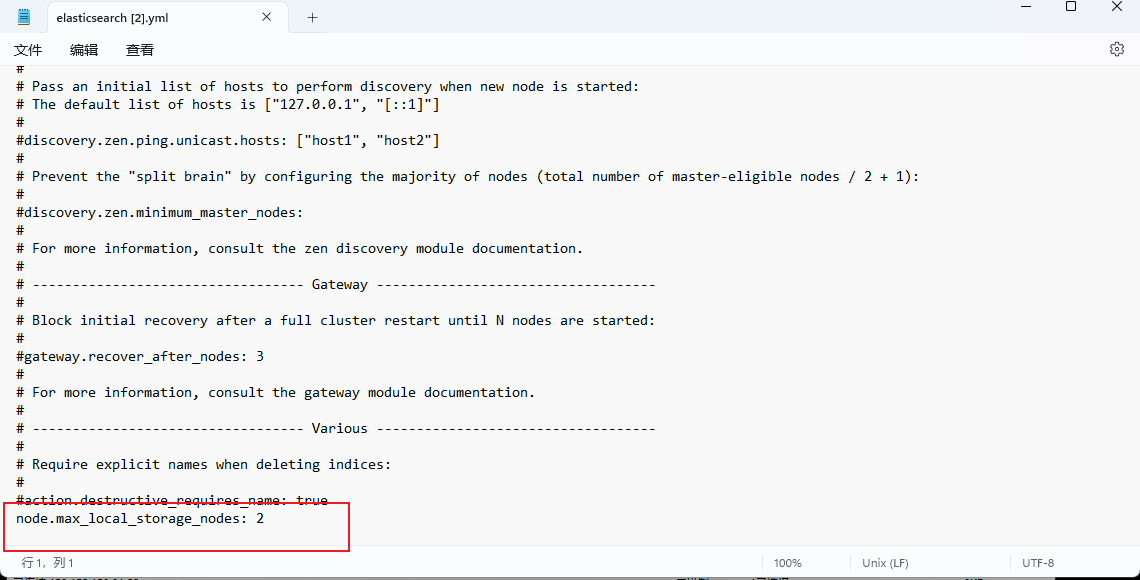 elasticsearch [2].yml
文件 编辑 查看
#
# Pass an initial list of hosts to perform discovery when new node is started:
# The default list of hosts is ["127.0.0.1", "[::1]"]
#
#discovery.zen.ping.unicast.hosts: ["host1", "host2"]
#
# Prevent the "split brain" by configuring the majority of nodes (total number of master-eligible nodes / 2 + 1):
#
#discovery.zen.minimum_master_nodes:
#
# For more information, consult the zen discovery module documentation.
#
# ---------------------------------- Gateway -----------------------------------
#
# Block initial recovery after a full cluster restart until N nodes are started:
#
#gateway.recover_after_nodes: 3
#
# For more information, consult the gateway module documentation.
#
# ---------------------------------- Various -----------------------------------
#
# Require explicit names when deleting indices:
#
#action.destructive_requires_name: true
node.max_local_storage_nodes: 2
行 1，列 1 100% Unix (LF) UTF-8